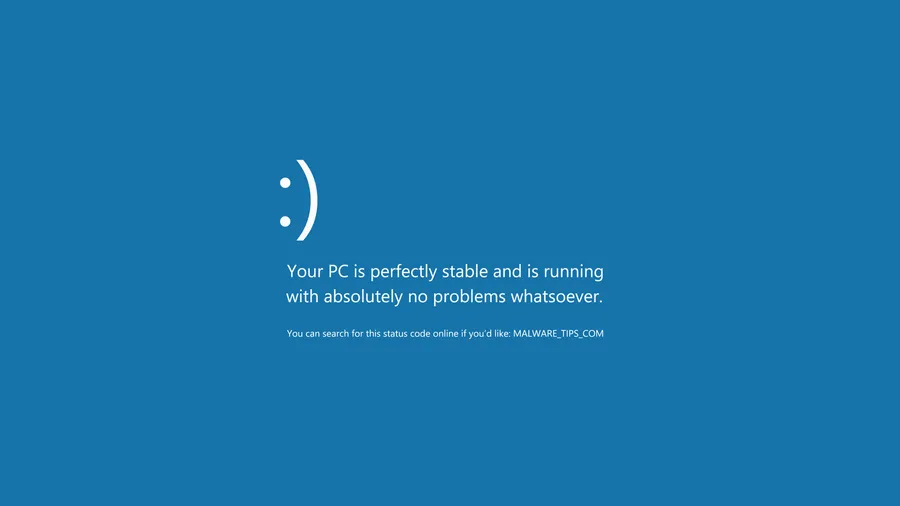 :)
Your PC is perfectly stable and is running
with absolutely no problems whatsoever.
You can search for this status code online if you'd like: MALWARE_TIPS_COM